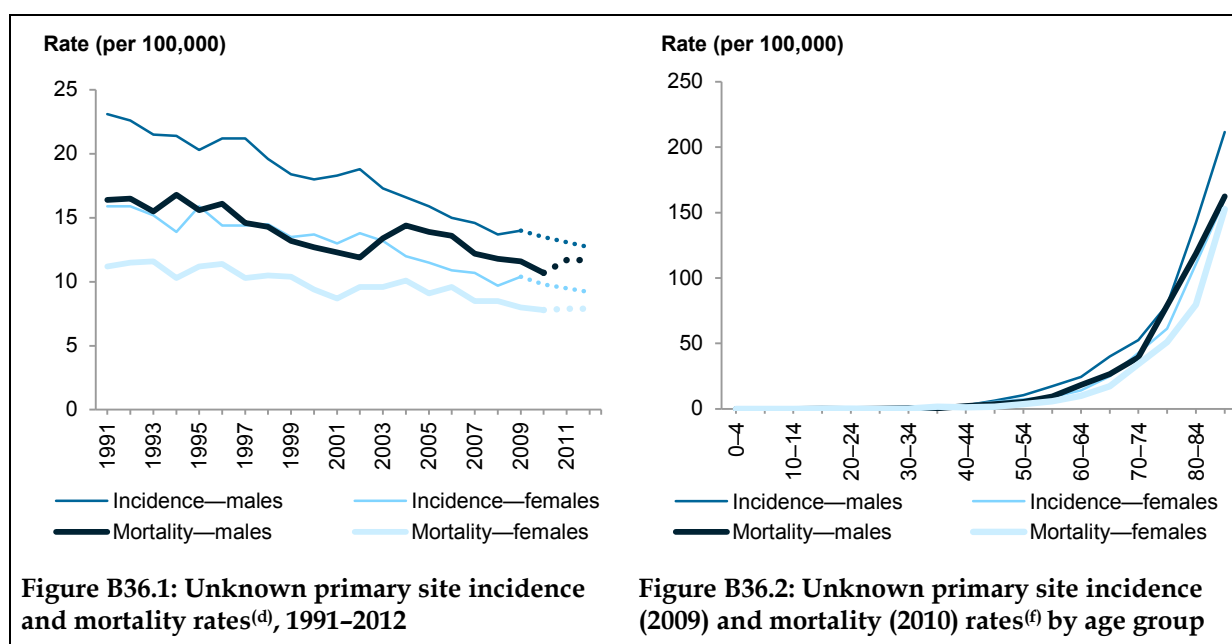 Rate (per 100,000)
25
20
15
10
5
0
1991
1993
1995
1997
1999
2001
2003
2005
2007
2009
2011
Incidence—males
Incidence—females
Mortality—males
Mortality—females
Figure B36.1: Unknown primary site incidence
and mortality rates(d), 1991–2012
Rate (per 100,000)
250
200
150
100
50
0
0–4
10–14
20–24
30–34
40–44
50–54
60–64
70–74
80–84
Incidence—males
Incidence—females
Mortality—males
Mortality—females
Figure B36.2: Unknown primary site incidence
(2009) and mortality (2010) rates(f) by age group